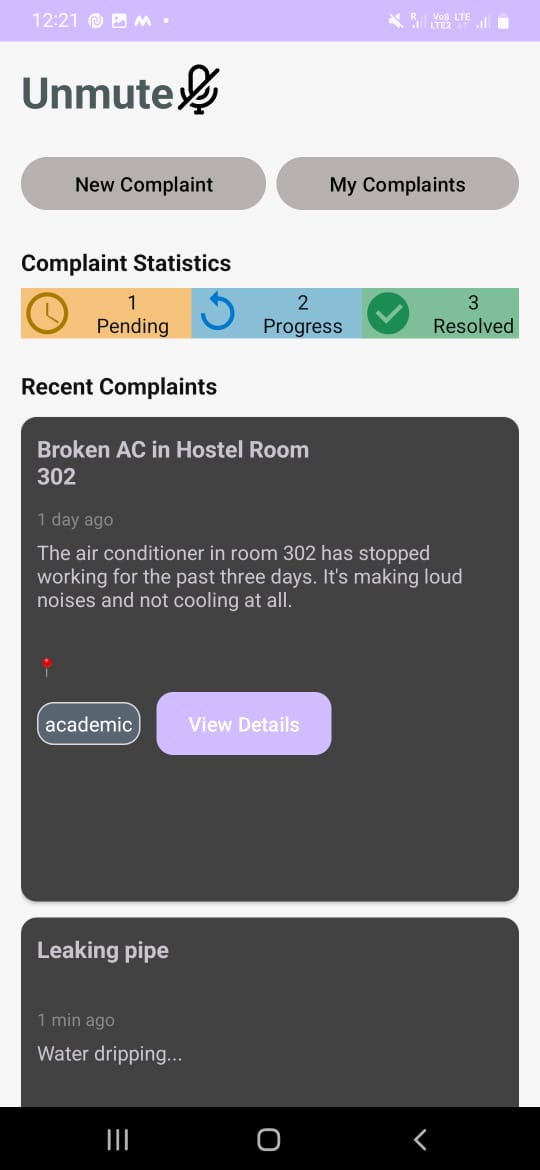 12:21
R Vo)) LTE
LTE2
Unmute
New Complaint
My Complaints
Complaint Statistics
1
Pending
2
Progress
3
Resolved
Recent Complaints
Broken AC in Hostel Room
302
1 day ago
The air conditioner in room 302 has stopped
working for the past three days. It's making loud
noises and not cooling at all.
academic
View Details
Leaking pipe
1 min ago
Water dripping...